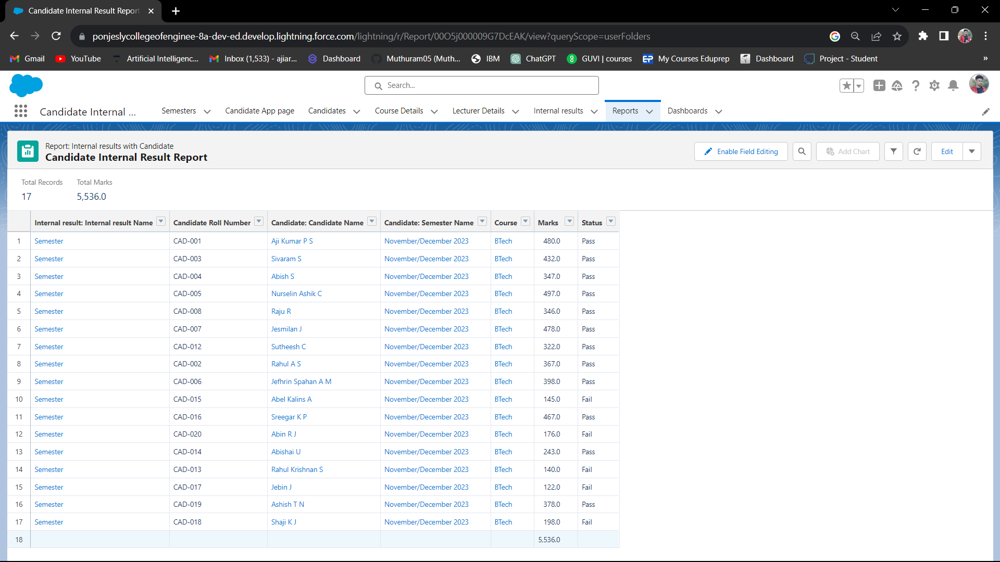 Candidate Internal Result Report
ponjeslycollegeofenginee-8a-dev-ed.develop.lightning.force.com/lightning/r/Report/00O5j000009G7DcEAK/view?queryScope=userFolders
Gmail YouTube Artificial Intelligenc... Inbox (1,533) - ajiar... Dashboard Muthuram05 (Muth... IBM ChatGPT GUVI | courses EP My Courses Eduprep Dashboard Project - Student »
Search...
Candidate Internal ... Semesters Candidate App page Candidates Course Details Lecturer Details Internal results Reports Dashboards
Report: Internal results with Candidate
Candidate Internal Result Report
Enable Field Editing Add Chart Edit
Total Records Total Marks
17 5,536.0
Internal result: Internal result Name Candidate Roll Number Candidate: Candidate Name Candidate: Semester Name Course Marks Status
1 Semester CAD-001 Aji Kumar P S November/December 2023 BTech 480.0 Pass
2 Semester CAD-003 Sivaram S November/December 2023 BTech 432.0 Pass
3 Semester CAD-004 Abish S November/December 2023 BTech 347.0 Pass
4 Semester CAD-005 Nurselin Ashik C November/December 2023 BTech 497.0 Pass
5 Semester CAD-008 Raju R November/December 2023 BTech 346.0 Pass
6 Semester CAD-007 Jesmilan J November/December 2023 BTech 478.0 Pass
7 Semester CAD-012 Sutheesh C November/December 2023 BTech 322.0 Pass
8 Semester CAD-002 Rahul A S November/December 2023 BTech 367.0 Pass
9 Semester CAD-006 Jefhrin Spahan A M November/December 2023 BTech 398.0 Pass
10 Semester CAD-015 Abel Kalins A November/December 2023 BTech 145.0 Fail
11 Semester CAD-016 Sreegar K P November/December 2023 BTech 467.0 Pass
12 Semester CAD-020 Abin R J November/December 2023 BTech 176.0 Fail
13 Semester CAD-014 Abishai U November/December 2023 BTech 243.0 Pass
14 Semester CAD-013 Rahul Krishnan S November/December 2023 BTech 140.0 Fail
15 Semester CAD-017 Jebin J November/December 2023 BTech 122.0 Fail
16 Semester CAD-019 Ashish T N November/December 2023 BTech 378.0 Pass
17 Semester CAD-018 Shaji K J November/December 2023 BTech 198.0 Fail
18 5,536.0